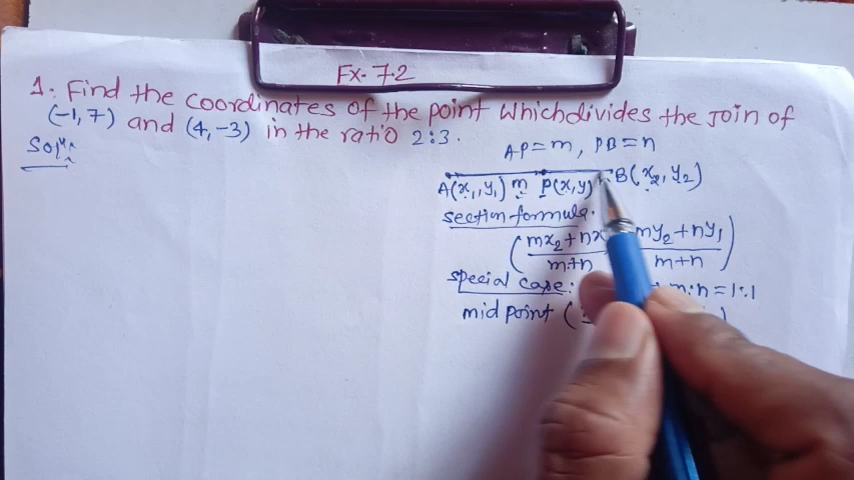 Ex-7.2
1. Find the coordinates of the point which divides the join of
(-1,7) and (4,-3) in the ratio 2:3.
Soln:
AP=m, PB=n
A(x₁,y₁) m P(x,y) B(x₂,y₂)
section formula.
(mx₂+nx / m+n my₂+ny₁ / m+n)
special case: m:n=1:1
mid point (